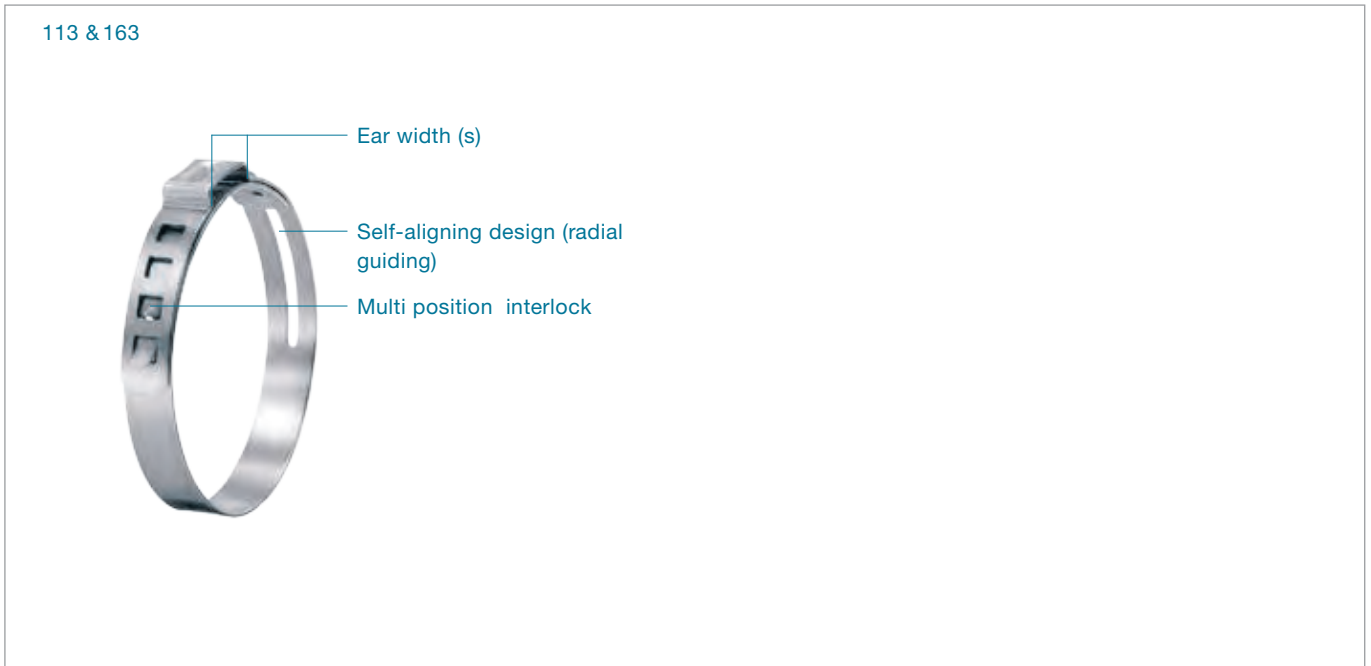 113 & 163
Ear width (s)
Self-aligning design (radial
guiding)
Multi position interlock